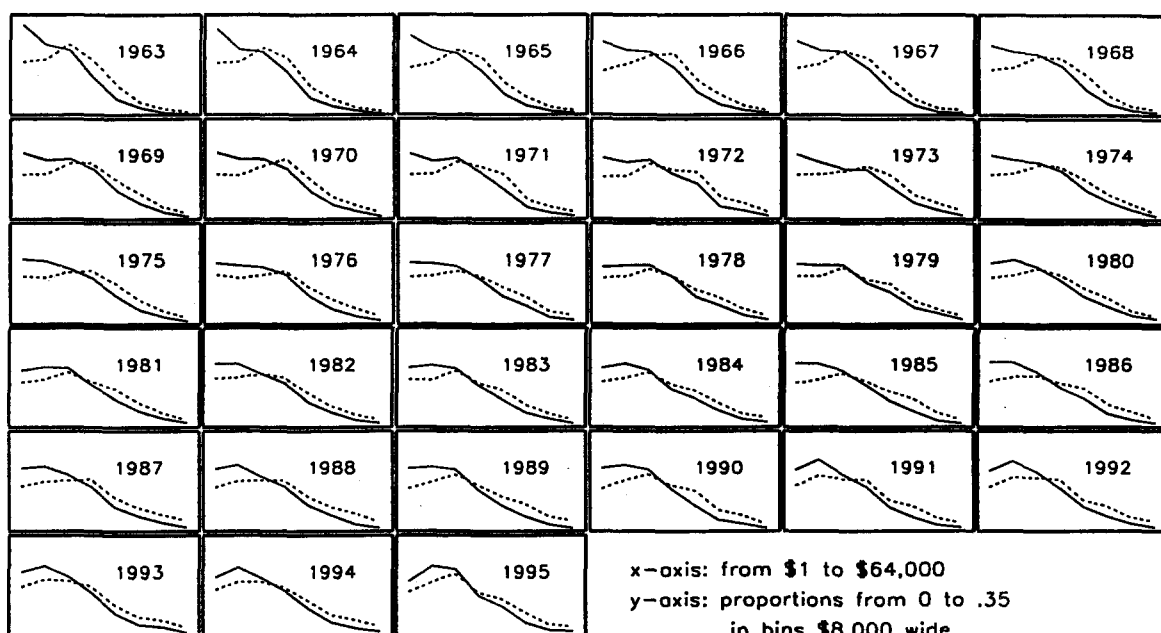 1963 1964 1965 1966 1967 1968
1969 1970 1971 1972 1973 1974
1975 1976 1977 1978 1979 1980
1981 1982 1983 1984 1985 1986
1987 1988 1989 1990 1991 1992
1993 1994 1995
x-axis: from $1 to $64,000
y-axis: proportions from 0 to .35
in bins $8,000 wide